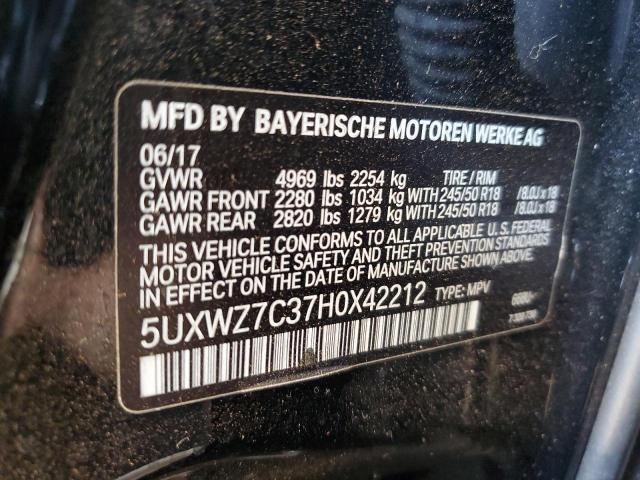 MFD BY BAYERISCHE MOTOREN WERKE AG
06/17
GVWR 4969 lbs 2254 kg TIRE / RIM
GAWR FRONT 2280 lbs 1034 kg WITH 245/50 R18 /8.0J x 18
GAWR REAR 2820 lbs 1279 kg WITH 245/50 R18 /8.0J x 18
THIS VEHICLE CONFORMS TO ALL APPLICABLE U. S. FEDERAL
MOTOR VEHICLE SAFETY AND THEFT PREVENTION STANDARDS
IN EFFECT ON THE DATE OF MANUFACTURE SHOWN ABOVE.
5UXWZ7C37H0X42212 TYPE: MPV